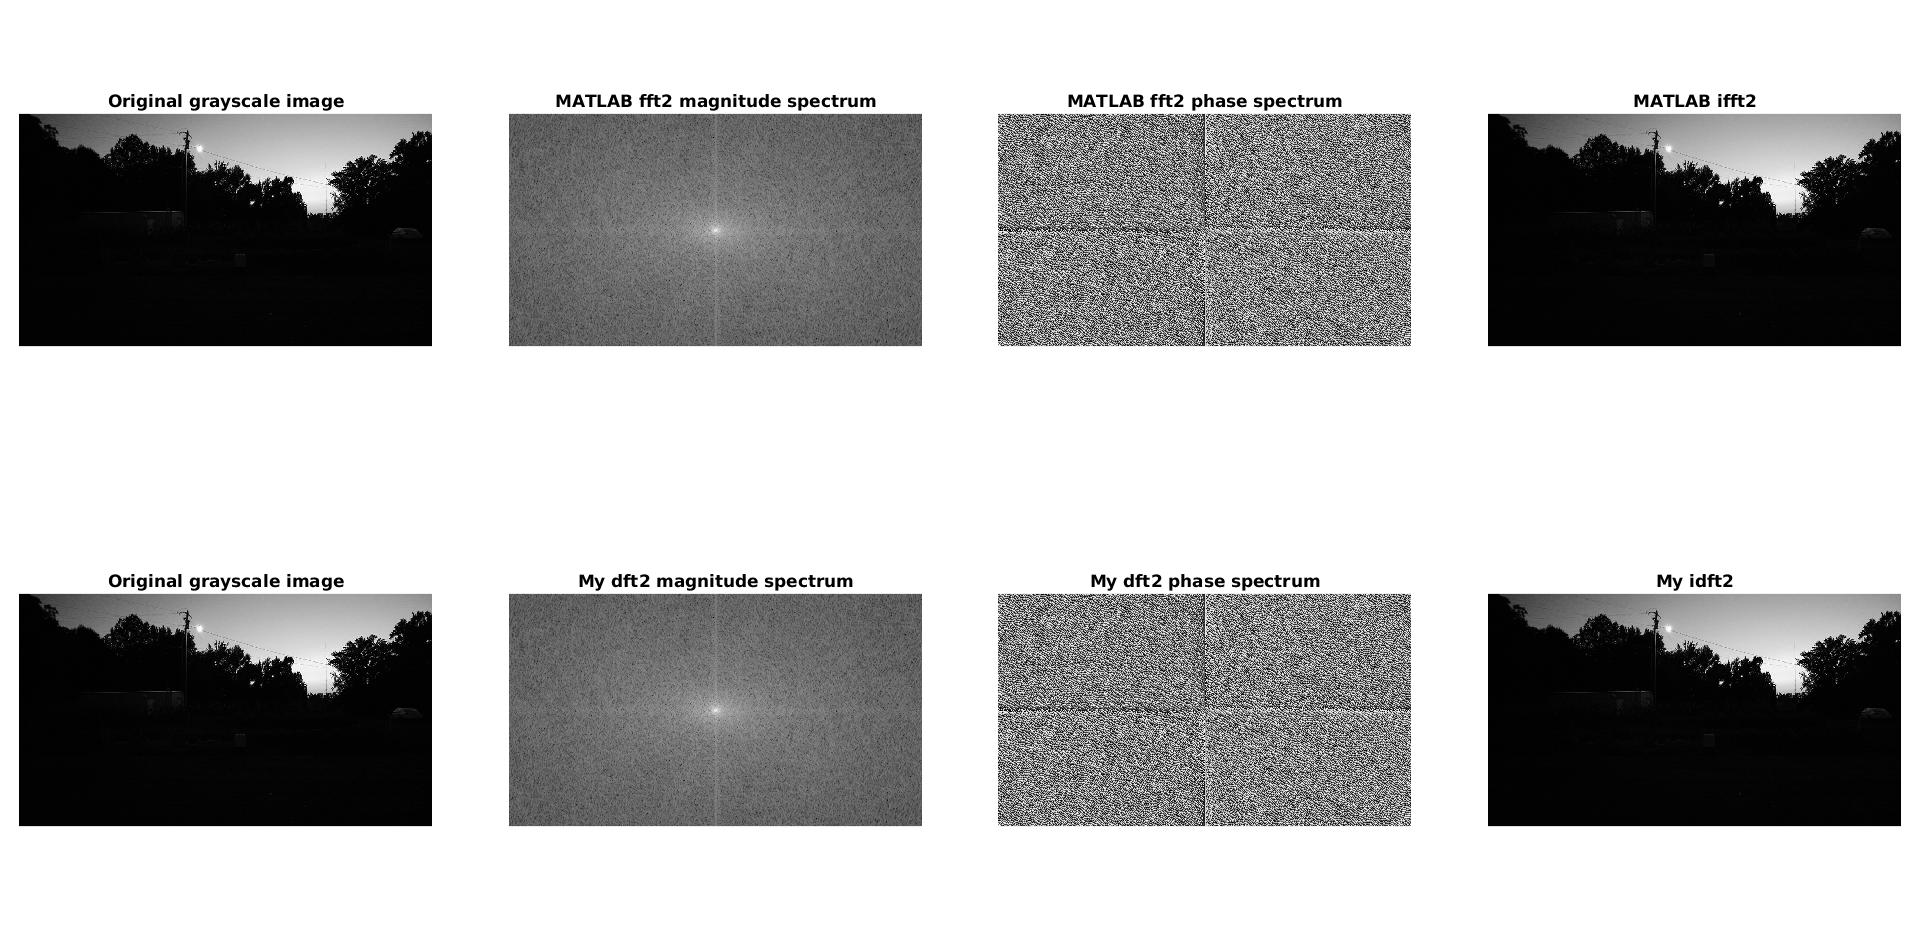 Original grayscale image
MATLAB fft2 magnitude spectrum
MATLAB fft2 phase spectrum
MATLAB ifft2
Original grayscale image
My dft2 magnitude spectrum
My dft2 phase spectrum
My idft2